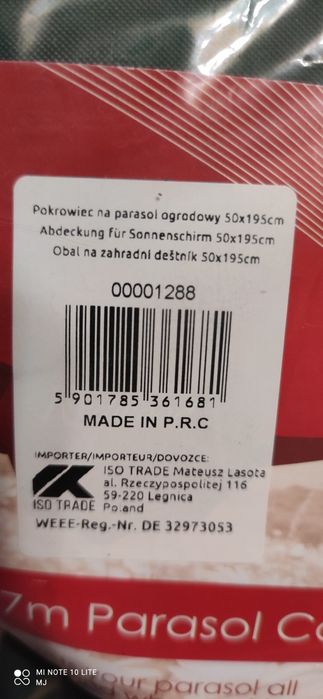 Pokrowiec na parasol ogrodowy 50x195cm
Abdeckung für Sonnenschirm 50x195cm
Obal na zahradní deštník 50x195cm
00001288
5 901785 361681
MADE IN P.R.C
IMPORTER/IMPORTEUR/DOVOZCE:
ISO TRADE Mateusz Lasota
al. Rzeczypospolitej 116
59-220 Legnica
Poland
ISO TRADE
WEEE-Reg.-Nr. DE 32973053
7m Parasol
your parasol all
MI NOTE 10 LITE
MJ